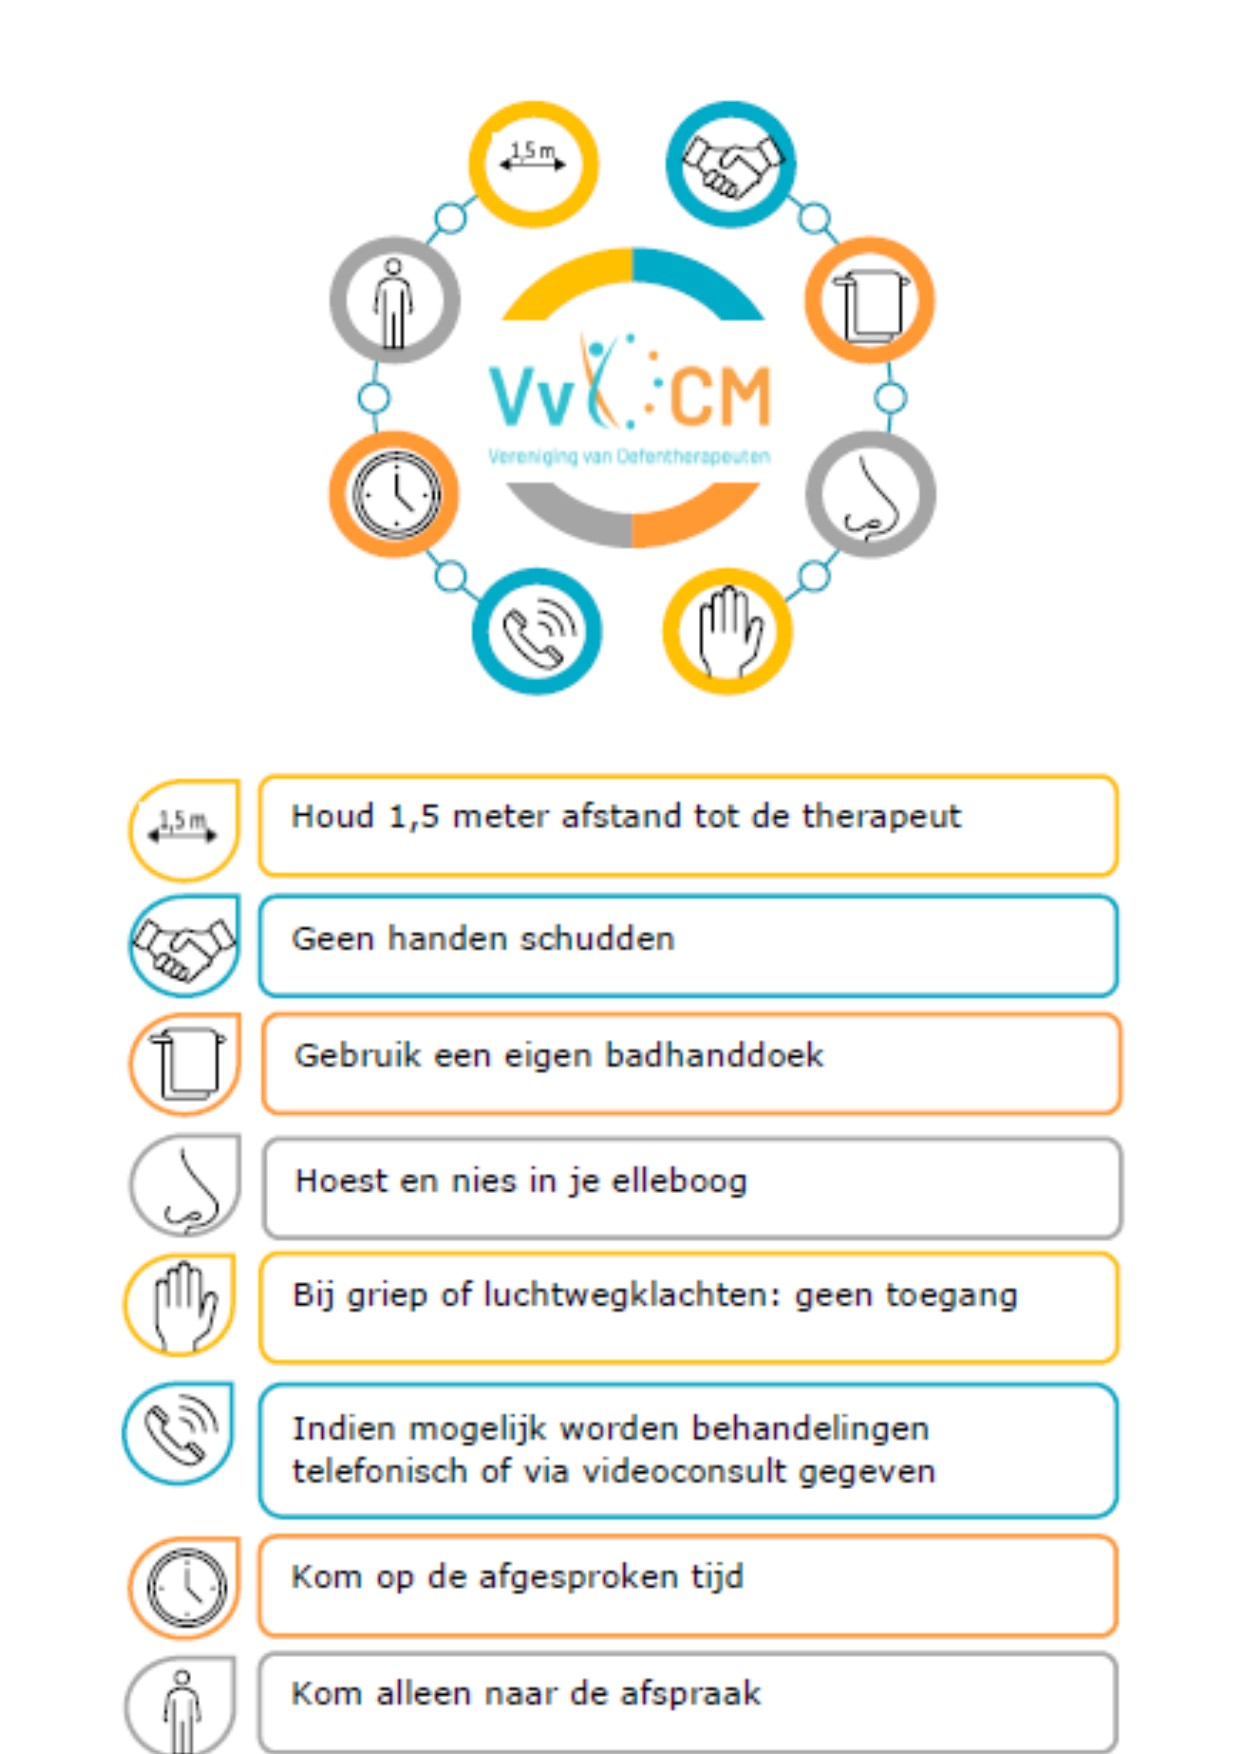 1,5 m
VvOCM
Vereniging van Oefentherapeuten
1,5 m
Houd 1,5 meter afstand tot de therapeut
Geen handen schudden
Gebruik een eigen badhanddoek
Hoest en nies in je elleboog
Bij griep of luchtwegklachten: geen toegang
Indien mogelijk worden behandelingen
telefonisch of via videoconsult gegeven
Kom op de afgesproken tijd
Kom alleen naar de afspraak